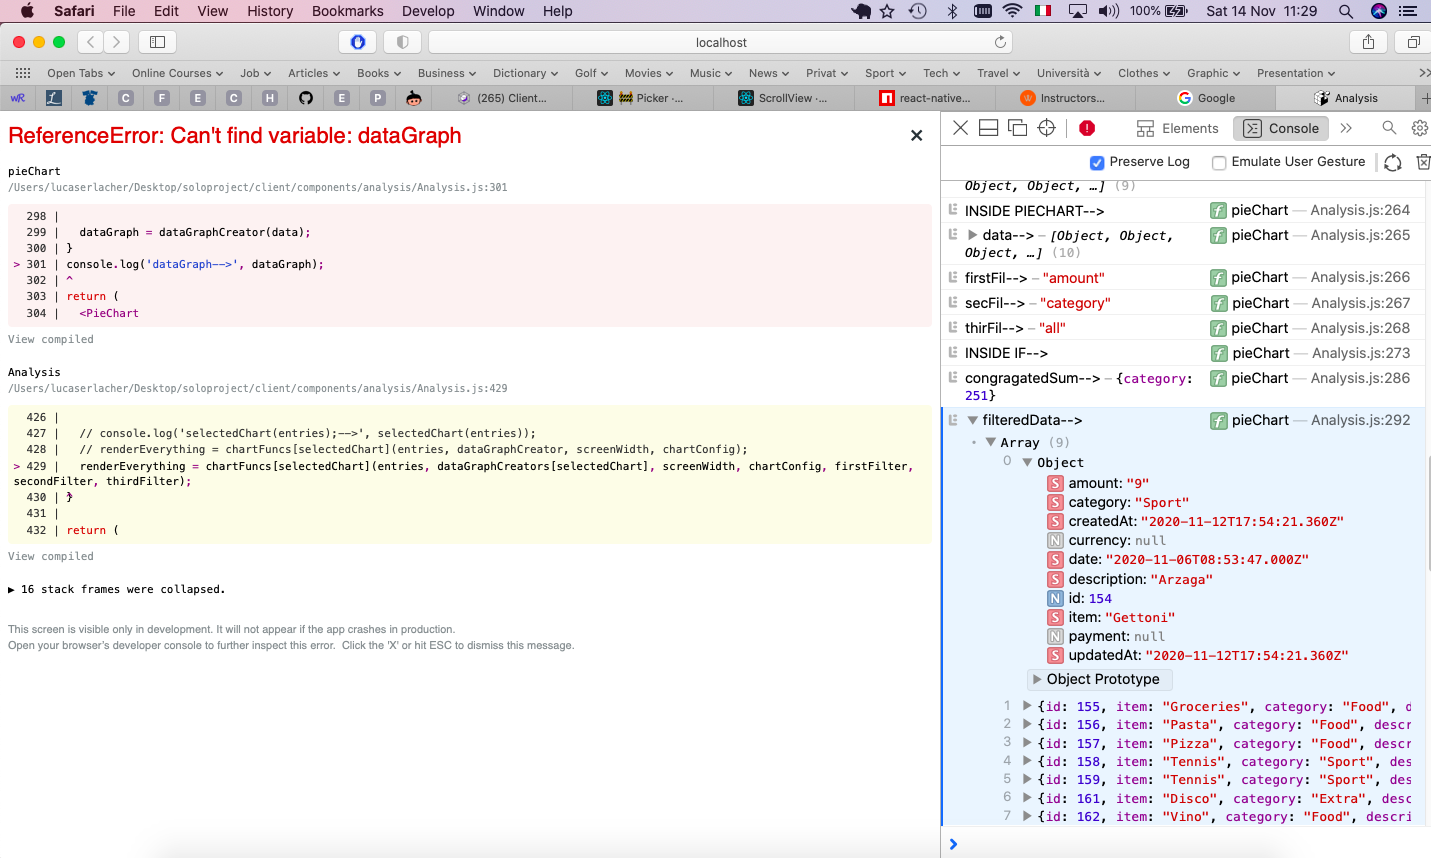 Safari File Edit View History Bookmarks Develop Window Help 100% Sat 14 Nov 11:29
localhost
Open Tabs Online Courses Job Articles Books Business Dictionary Golf Movies Music News Privat Sport Tech Travel Università Clothes Graphic Presentation
wR L C F E C H E P (265) Client... Picker ·... ScrollView ·... react-native... Instructors... Google Analysis
ReferenceError: Can't find variable: dataGraph
pieChart
/Users/lucaserlacher/Desktop/soloproject/client/components/analysis/Analysis.js:301
298 |
299 | dataGraph = dataGraphCreator(data);
300 | }
> 301 | console.log('dataGraph-->', dataGraph);
302 | ^
303 | return (
304 | <PieChart
View compiled
Analysis
/Users/lucaserlacher/Desktop/soloproject/client/components/analysis/Analysis.js:429
426 |
427 | // console.log('selectedChart(entries);-->', selectedChart(entries));
428 | // renderEverything = chartFuncs[selectedChart](entries, dataGraphCreator, screenWidth, chartConfig);
> 429 | renderEverything = chartFuncs[selectedChart](entries, dataGraphCreators[selectedChart], screenWidth, chartConfig, firstFilter,
secondFilter, thirdFilter);
430 | }
431 |
432 | return (
View compiled
▶ 16 stack frames were collapsed.
This screen is visible only in development. It will not appear if the app crashes in production.
Open your browser's developer console to further inspect this error. Click the 'X' or hit ESC to dismiss this message.
Elements Console
Preserve Log Emulate User Gesture
Object, Object, …] (9)
INSIDE PIECHART--> f pieChart — Analysis.js:264
data--> – [Object, Object, f pieChart — Analysis.js:265
Object, …] (10)
firstFil--> – "amount" f pieChart — Analysis.js:266
secFil--> – "category" f pieChart — Analysis.js:267
thirFil--> – "all" f pieChart — Analysis.js:268
INSIDE IF--> f pieChart — Analysis.js:273
congragatedSum--> – {category: f pieChart — Analysis.js:286
251}
filteredData--> f pieChart — Analysis.js:292
Array (9)
0 Object
S amount: "9"
S category: "Sport"
S createdAt: "2020-11-12T17:54:21.360Z"
N currency: null
S date: "2020-11-06T08:53:47.000Z"
S description: "Arzaga"
N id: 154
S item: "Gettoni"
N payment: null
S updatedAt: "2020-11-12T17:54:21.360Z"
Object Prototype
1 {id: 155, item: "Groceries", category: "Food", d
2 {id: 156, item: "Pasta", category: "Food", descr
3 {id: 157, item: "Pizza", category: "Food", descr
4 {id: 158, item: "Tennis", category: "Sport", des
5 {id: 159, item: "Tennis", category: "Sport", des
6 {id: 161, item: "Disco", category: "Extra", desc
7 {id: 162, item: "Vino", category: "Food", descri